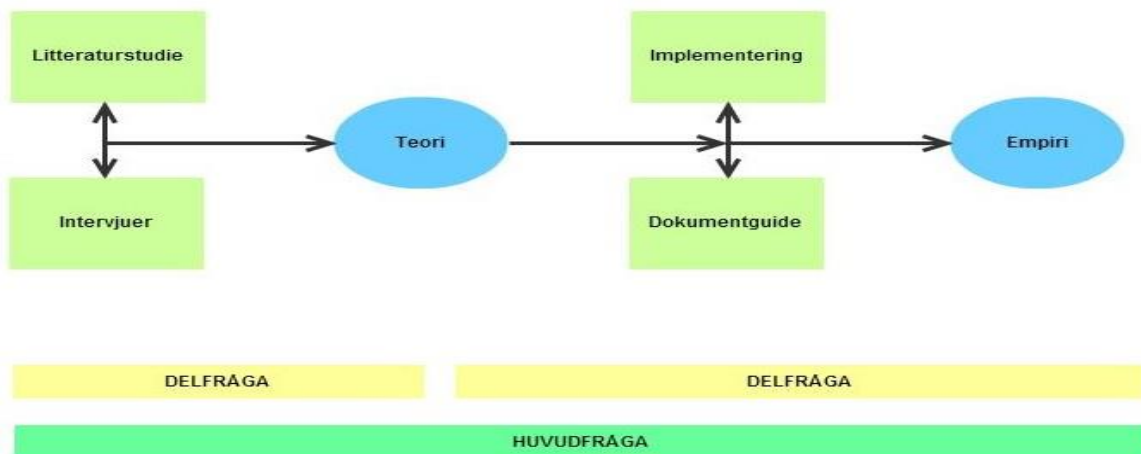 Litteraturstudie
Implementering
Teori
Empiri
Intervjuer
Dokumentguide
DELFRÅGA
DELFRÅGA
HUVUDFRÅGA